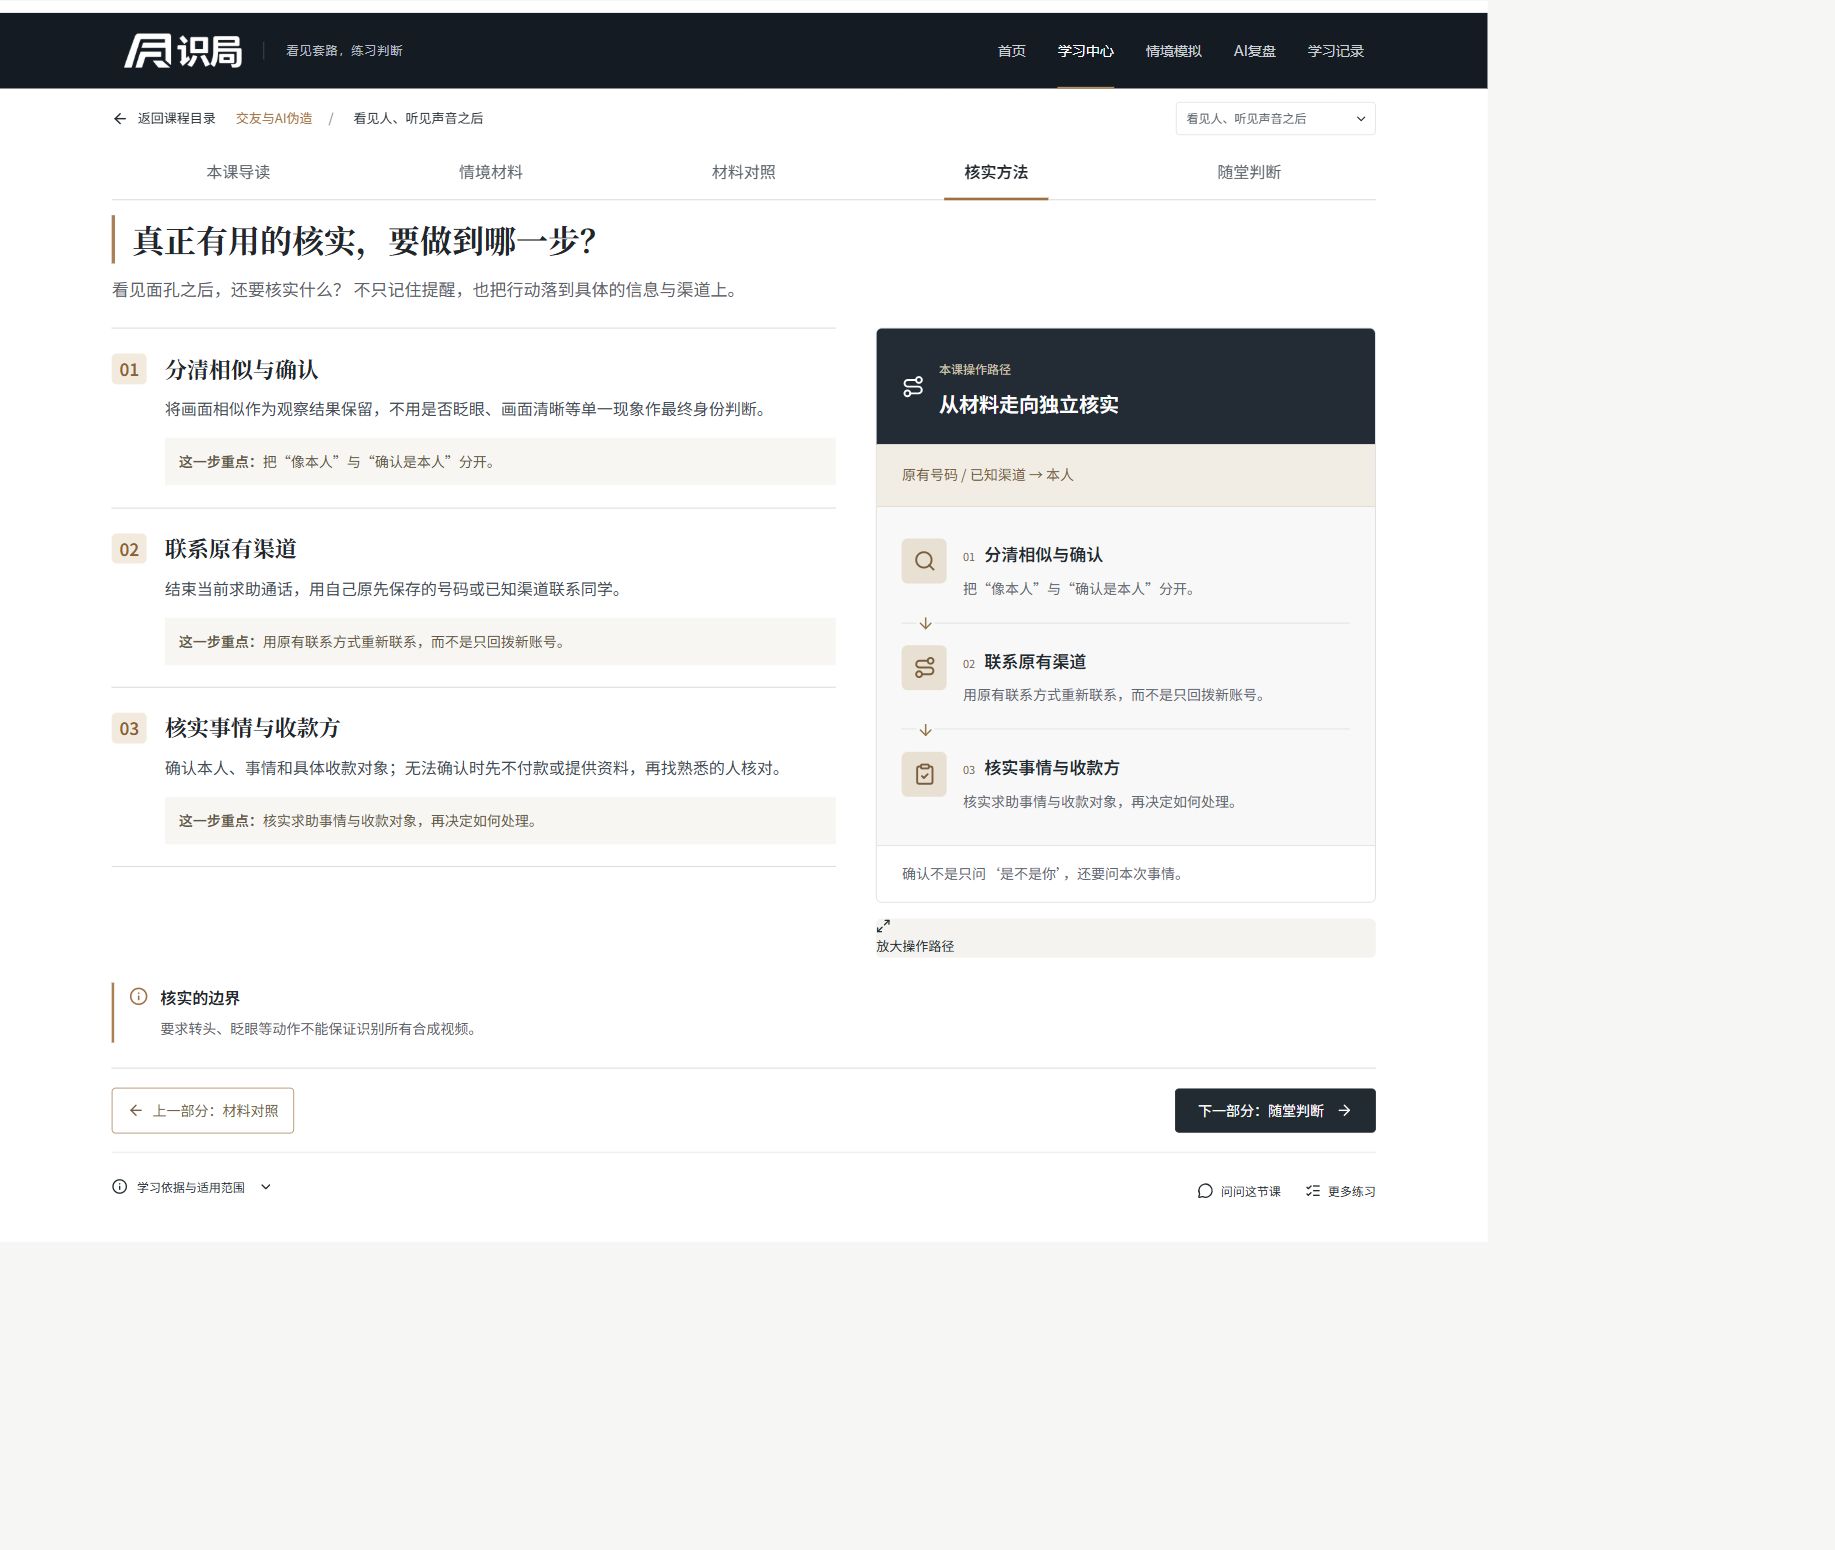 识局
看见套路，练习判断
首页 学习中心 情境模拟 AI复盘 学习记录
返回课程目录 交友与AI伪造 / 看见人、听见声音之后
看见人、听见声音之后
本课导读 情境材料 材料对照 核实方法 随堂判断
真正有用的核实，要做到哪一步？
看见面孔之后，还要核实什么？ 不只记住提醒，也把行动落到具体的信息与渠道上。
01 分清相似与确认
将画面相似作为观察结果保留，不用是否眨眼、画面清晰等单一现象作最终身份判断。
这一步重点：把“像本人”与“确认是本人”分开。
02 联系原有渠道
结束当前求助通话，用自己原先保存的号码或已知渠道联系同学。
这一步重点：用原有联系方式重新联系，而不是只回拨新账号。
03 核实事情与收款方
确认本人、事情和具体收款对象；无法确认时先不付款或提供资料，再找熟悉的人核对。
这一步重点：核实求助事情与收款对象，再决定如何处理。
本课操作路径
从材料走向独立核实
原有号码 / 已知渠道 → 本人
01 分清相似与确认
把“像本人”与“确认是本人”分开。
02 联系原有渠道
用原有联系方式重新联系，而不是只回拨新账号。
03 核实事情与收款方
核实求助事情与收款对象，再决定如何处理。
确认不是只问‘是不是你’，还要问本次事情。
放大操作路径
核实的边界
要求转头、眨眼等动作不能保证识别所有合成视频。
上一部分：材料对照
下一部分：随堂判断
学习依据与适用范围
问问这节课 更多练习